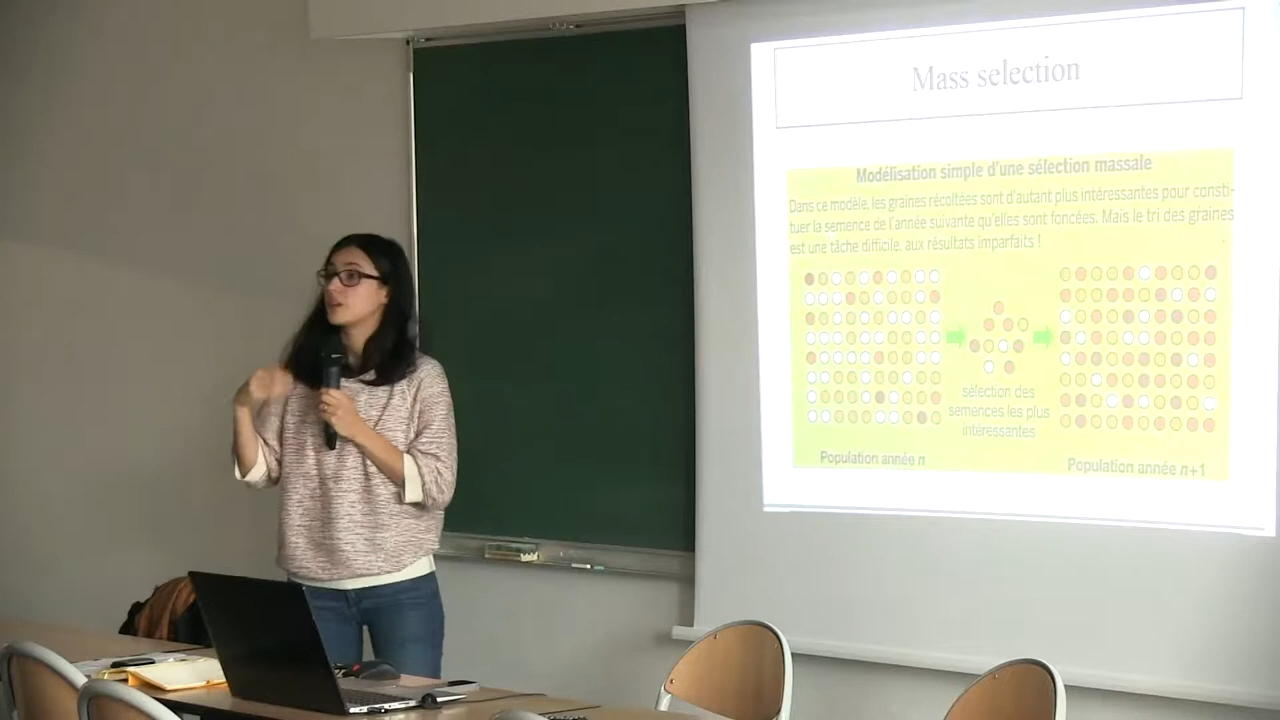 Mass selection
Modélisation simple d'une sélection massale
Dans ce modèle, les graines récoltées sont d'autant plus intéressantes pour consti-
tuer la semence de l'année suivante qu'elles sont foncées. Mais le tri des graines
est une tâche difficile, aux résultats imparfaits !
sélection des
semences les plus
intéressantes
Population année n
Population année n+1